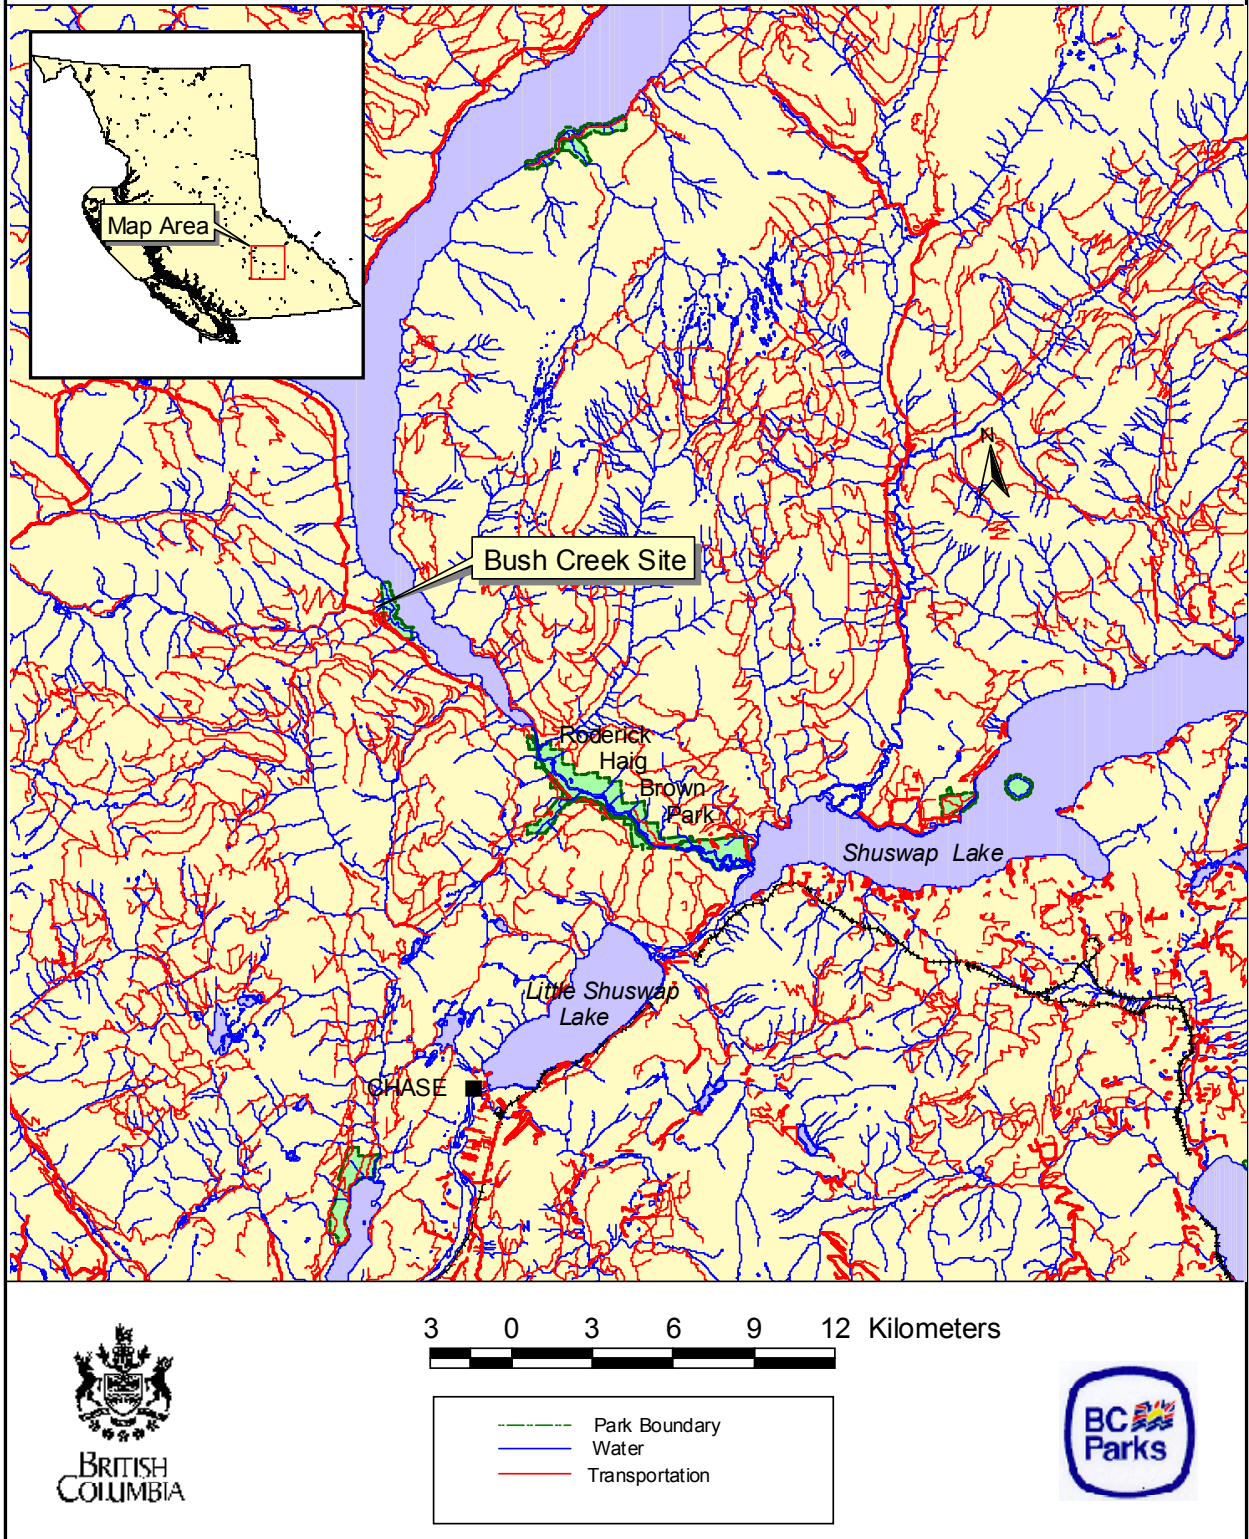 Map Area
N
Bush Creek Site
Roderick
Haig
Brown
Park
Shuswap Lake
Little Shuswap
Lake
CHASE
3 0 3 6 9 12 Kilometers
Park Boundary
Water
Transportation
BRITISH
COLUMBIA
BC
Parks